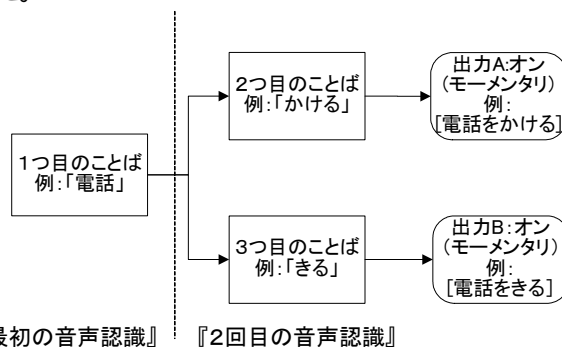 る。
2つ目のことば
例：「かける」
出力A：オン
（モーメンタリ）
例：
[電話をかける]
1つ目のことば
例：「電話」
3つ目のことば
例：「きる」
出力B：オン
（モーメンタリ）
例：
[電話をきる]
最初の音声認識』
『2回目の音声認識』